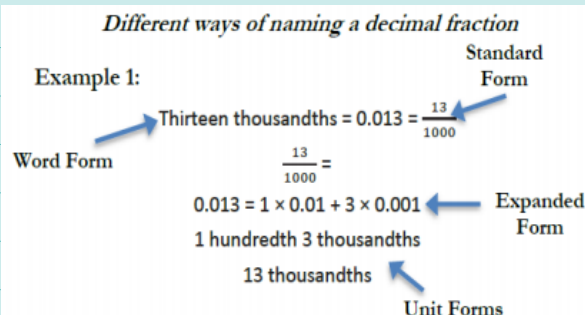 Different ways of naming a decimal fraction
Standard
Form
Example 1:
Thirteen thousandths = 0.013 = 13/1000
Word Form
13/1000 =
0.013 = 1 × 0.01 + 3 × 0.001
Expanded
Form
1 hundredth 3 thousandths
13 thousandths
Unit Forms